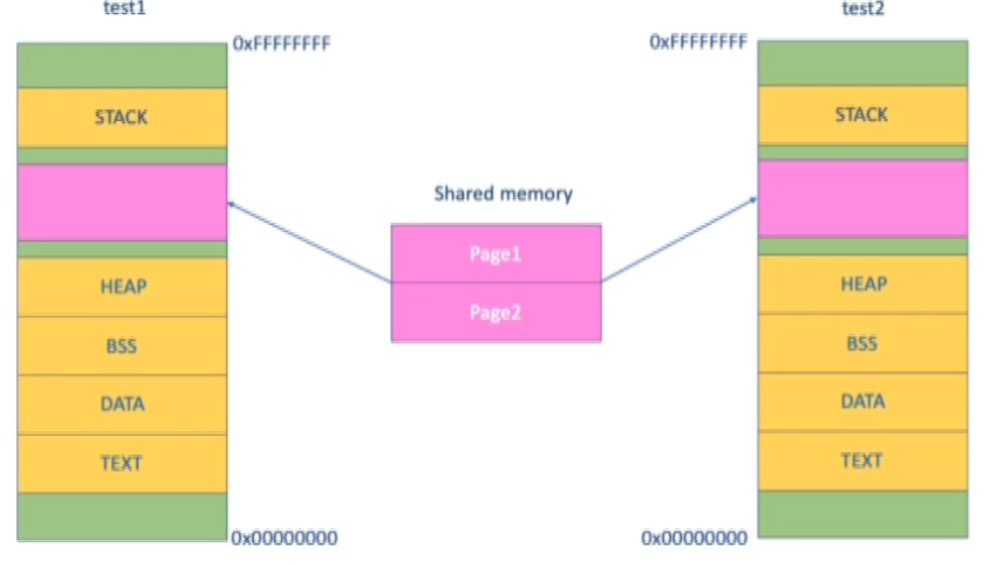 test1
0xFFFFFFFF
STACK
HEAP
BSS
DATA
TEXT
0x00000000
Shared memory
Page1
Page2
test2
0xFFFFFFFF
STACK
HEAP
BSS
DATA
TEXT
0x00000000